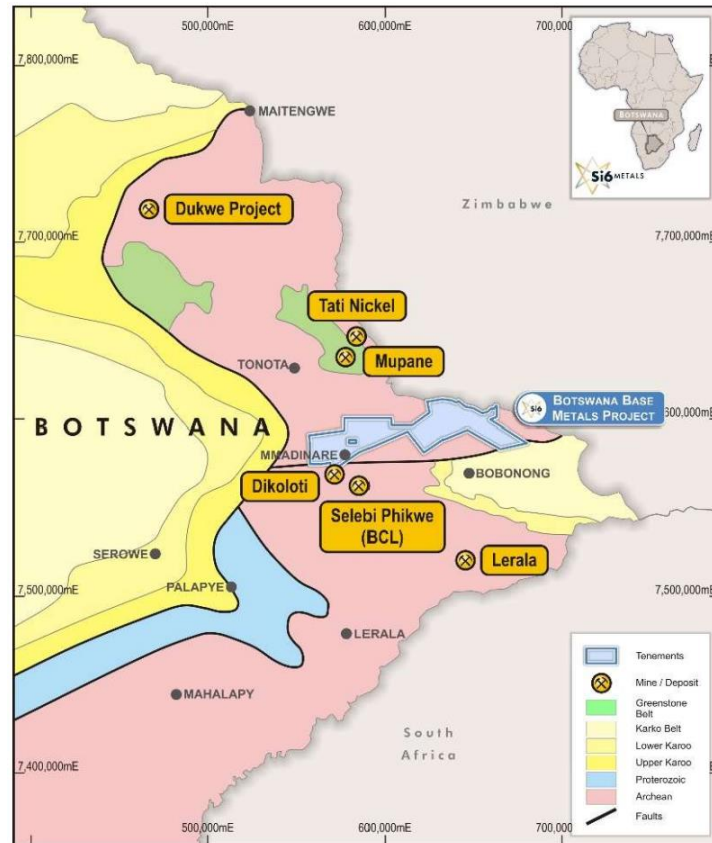 500,000mE
600,000mE
700,000
7,800,000mE
MAITENGWE
BOTSWANA
Si6 METALS
Dukwe Project
Zimbabwe
7,700,000mE
7,700,000mE
Tati Nickel
Mupane
TONOTA
Si6
BOTSWANA BASE
METALS PROJECT
600,000mE
BOTSWANA
MMADINARE
Dikoloti
BOBONONG
Selebi Phikwe
(BCL)
SEROWE
Lerala
PALAPYE
7,500,000mE
7,500,000mE
LERALA
MAHALAPY
South
Africa
7,400,000mE
500,000mE
600,000mE
700,000
Tenements
Mine / Deposit
Greenstone
Belt
Karko Belt
Lower Karoo
Upper Karoo
Proterozoic
Archean
Faults